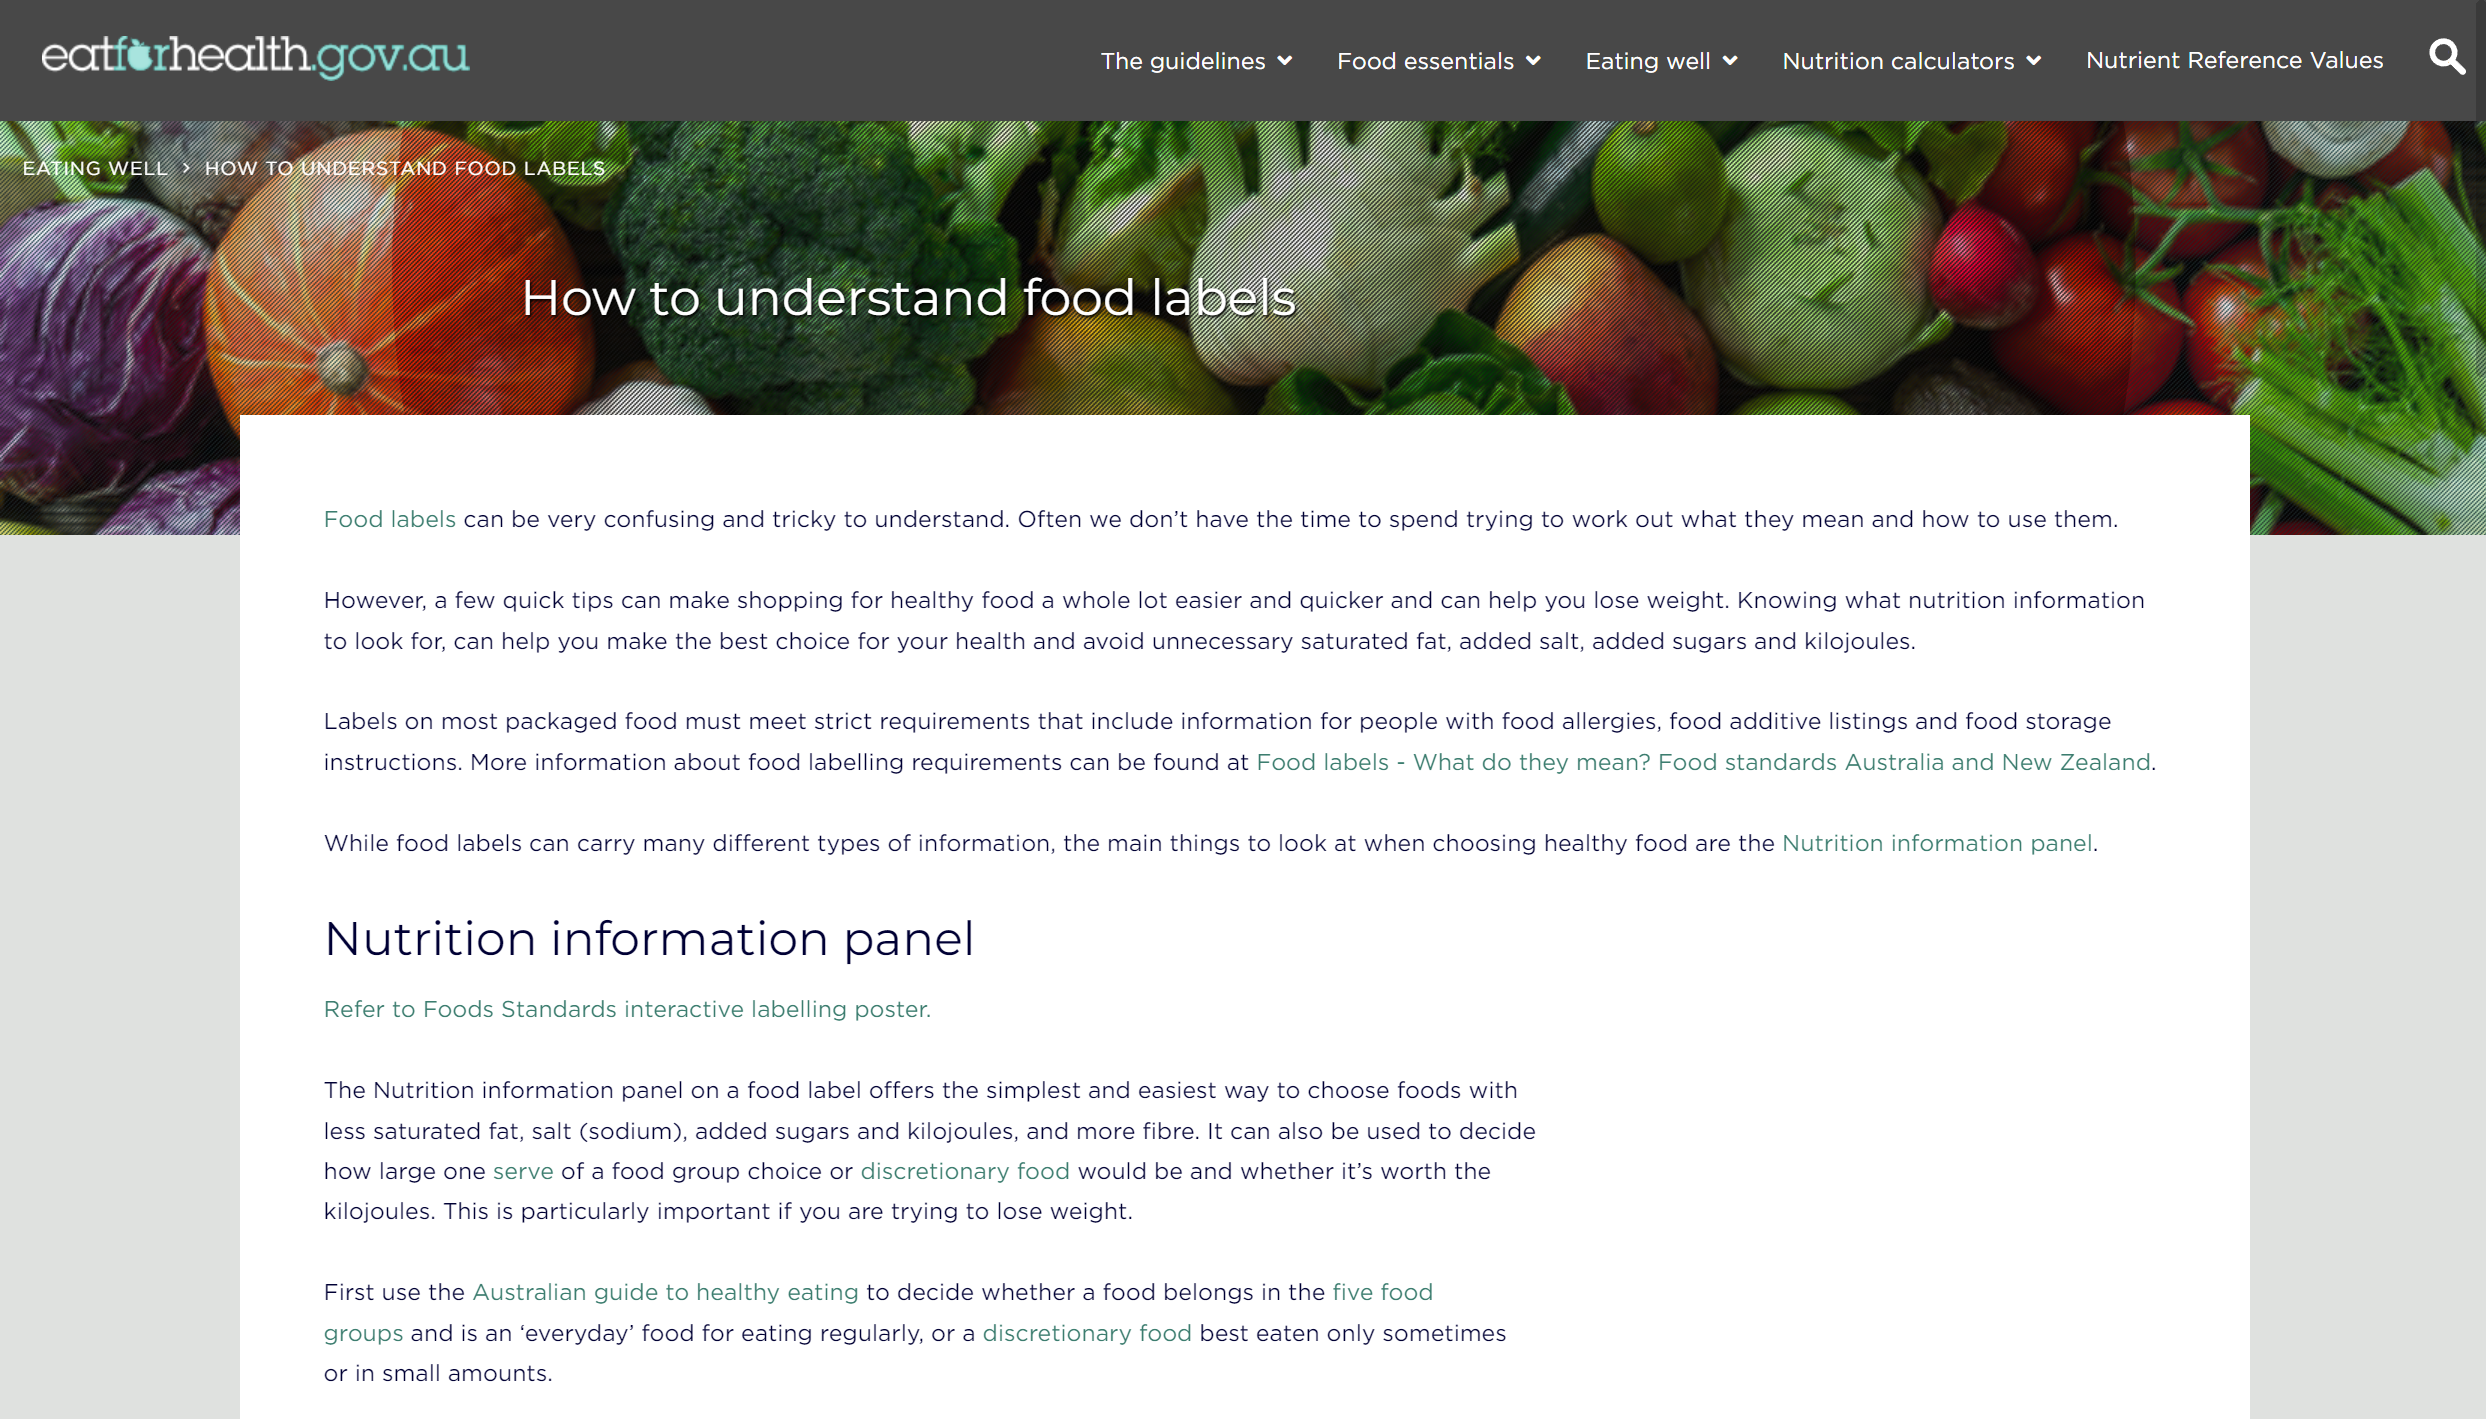 eatforhealth.gov.au
The guidelines
Food essentials
Eating well
Nutrition calculators
Nutrient Reference Values
EATING WELL > HOW TO UNDERSTAND FOOD LABELS
How to understand food labels
Food labels can be very confusing and tricky to understand. Often we don’t have the time to spend trying to work out what they mean and how to use them.
However, a few quick tips can make shopping for healthy food a whole lot easier and quicker and can help you lose weight. Knowing what nutrition information
to look for, can help you make the best choice for your health and avoid unnecessary saturated fat, added salt, added sugars and kilojoules.
Labels on most packaged food must meet strict requirements that include information for people with food allergies, food additive listings and food storage
instructions. More information about food labelling requirements can be found at Food labels - What do they mean? Food standards Australia and New Zealand.
While food labels can carry many different types of information, the main things to look at when choosing healthy food are the Nutrition information panel.
Nutrition information panel
Refer to Foods Standards interactive labelling poster.
The Nutrition information panel on a food label offers the simplest and easiest way to choose foods with
less saturated fat, salt (sodium), added sugars and kilojoules, and more fibre. It can also be used to decide
how large one serve of a food group choice or discretionary food would be and whether it’s worth the
kilojoules. This is particularly important if you are trying to lose weight.
First use the Australian guide to healthy eating to decide whether a food belongs in the five food
groups and is an ‘everyday’ food for eating regularly, or a discretionary food best eaten only sometimes
or in small amounts.